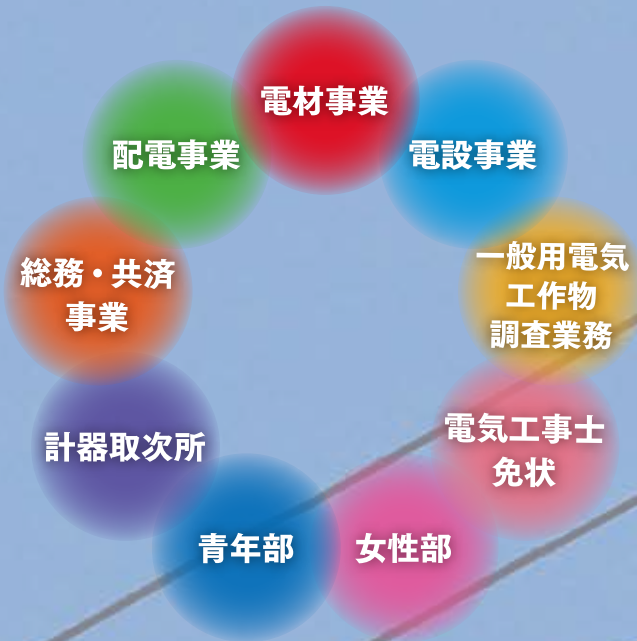 電材事業
電設事業
一般用電気
工作物
調査業務
電気工事士
免状
女性部
青年部
計器取次所
総務・共済
事業
配電事業